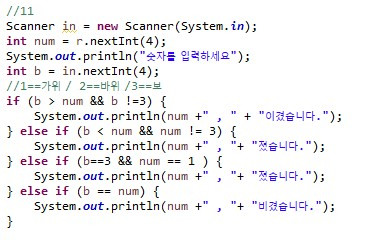 //11
Scanner in = new Scanner(System.in);
int num = r.nextInt(4);
System.out.println("숫자를 입력하세요");
int b = in.nextInt(4);
//1==가위 / 2==바위 /3==보
if (b > num && b !=3) {
System.out.println(num +" , " + "이겼습니다.");
} else if (b < num && num != 3) {
System.out.println(num +" , "+ "졌습니다.");
} else if (b==3 && num == 1 ) {
System.out.println(num +" , "+ "졌습니다.");
} else if (b == num) {
System.out.println(num +" , "+ "비겼습니다.");
}